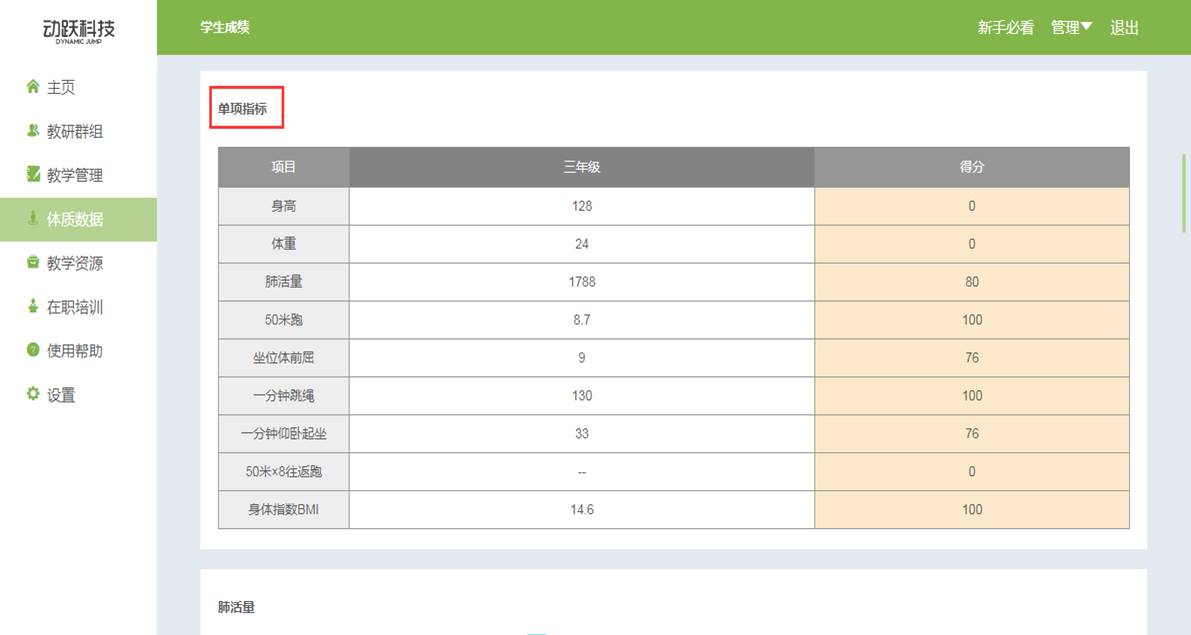 动跃科技
DYNAMIC JUMP
学生成绩
新手必看 管理 退出
主页
教研群组
教学管理
体质数据
教学资源
在职培训
使用帮助
设置
单项指标
项目 三年级 得分
身高 128 0
体重 24 0
肺活量 1788 80
50米跑 8.7 100
坐位体前屈 9 76
一分钟跳绳 130 100
一分钟仰卧起坐 33 76
50米×8往返跑 -- 0
身体指数BMI 14.6 100
肺活量